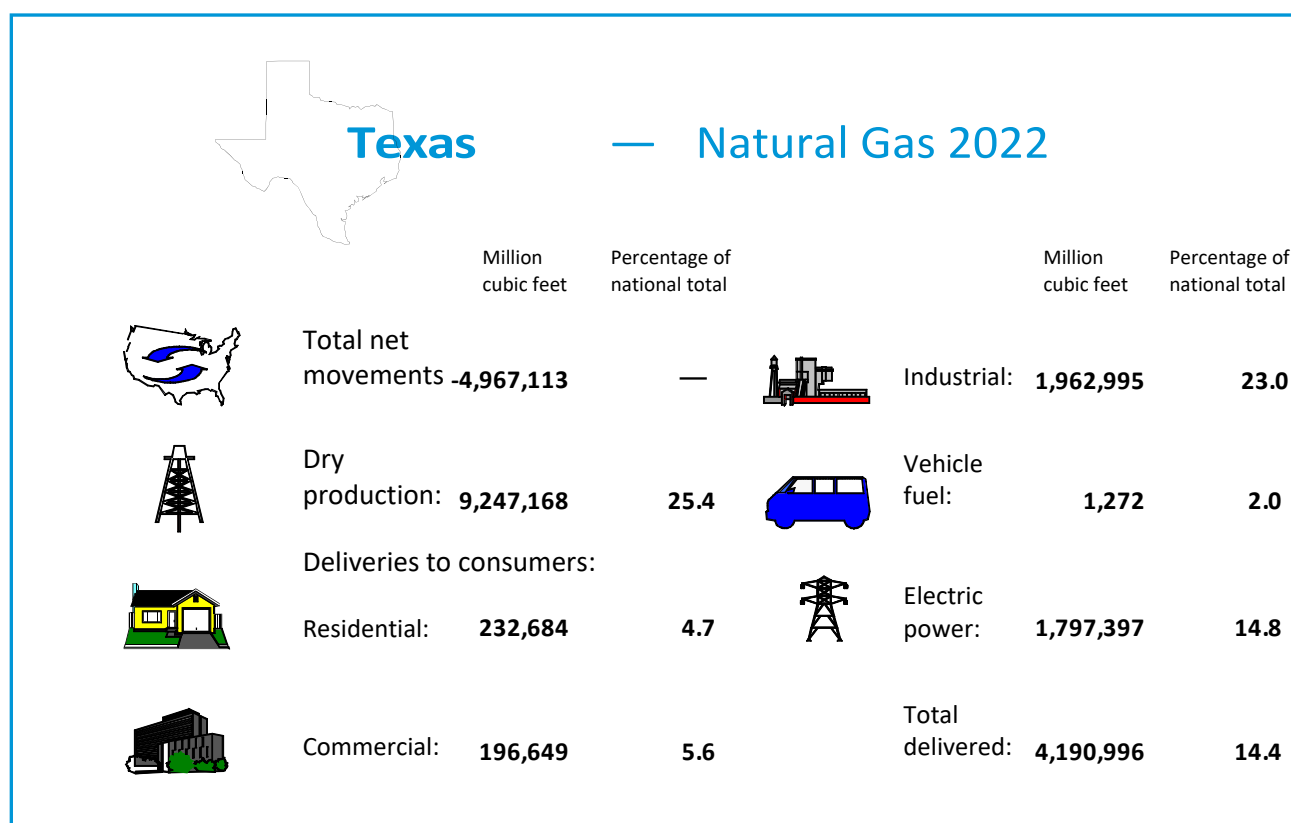 Texas — Natural Gas 2022
Million
cubic feet
Percentage of
national total
Million
cubic feet
Percentage of
national total
Total net
movements -4,967,113 —
Industrial: 1,962,995 23.0
Dry
production: 9,247,168 25.4
Vehicle
fuel: 1,272 2.0
Deliveries to consumers:
Residential: 232,684 4.7
Electric
power: 1,797,397 14.8
Commercial: 196,649 5.6
Total
delivered: 4,190,996 14.4